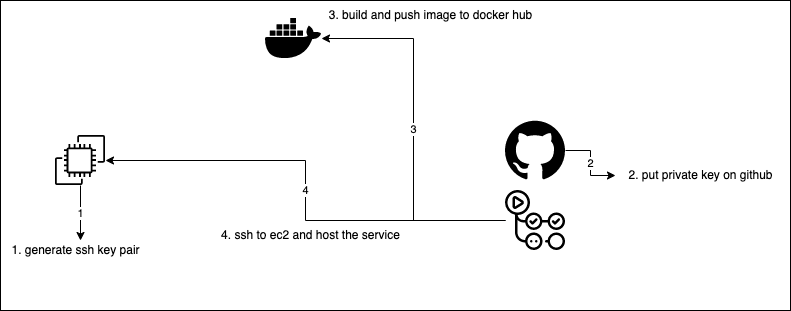 3. build and push image to docker hub
3
2
2. put private key on github
4
1
4. ssh to ec2 and host the service
1. generate ssh key pair